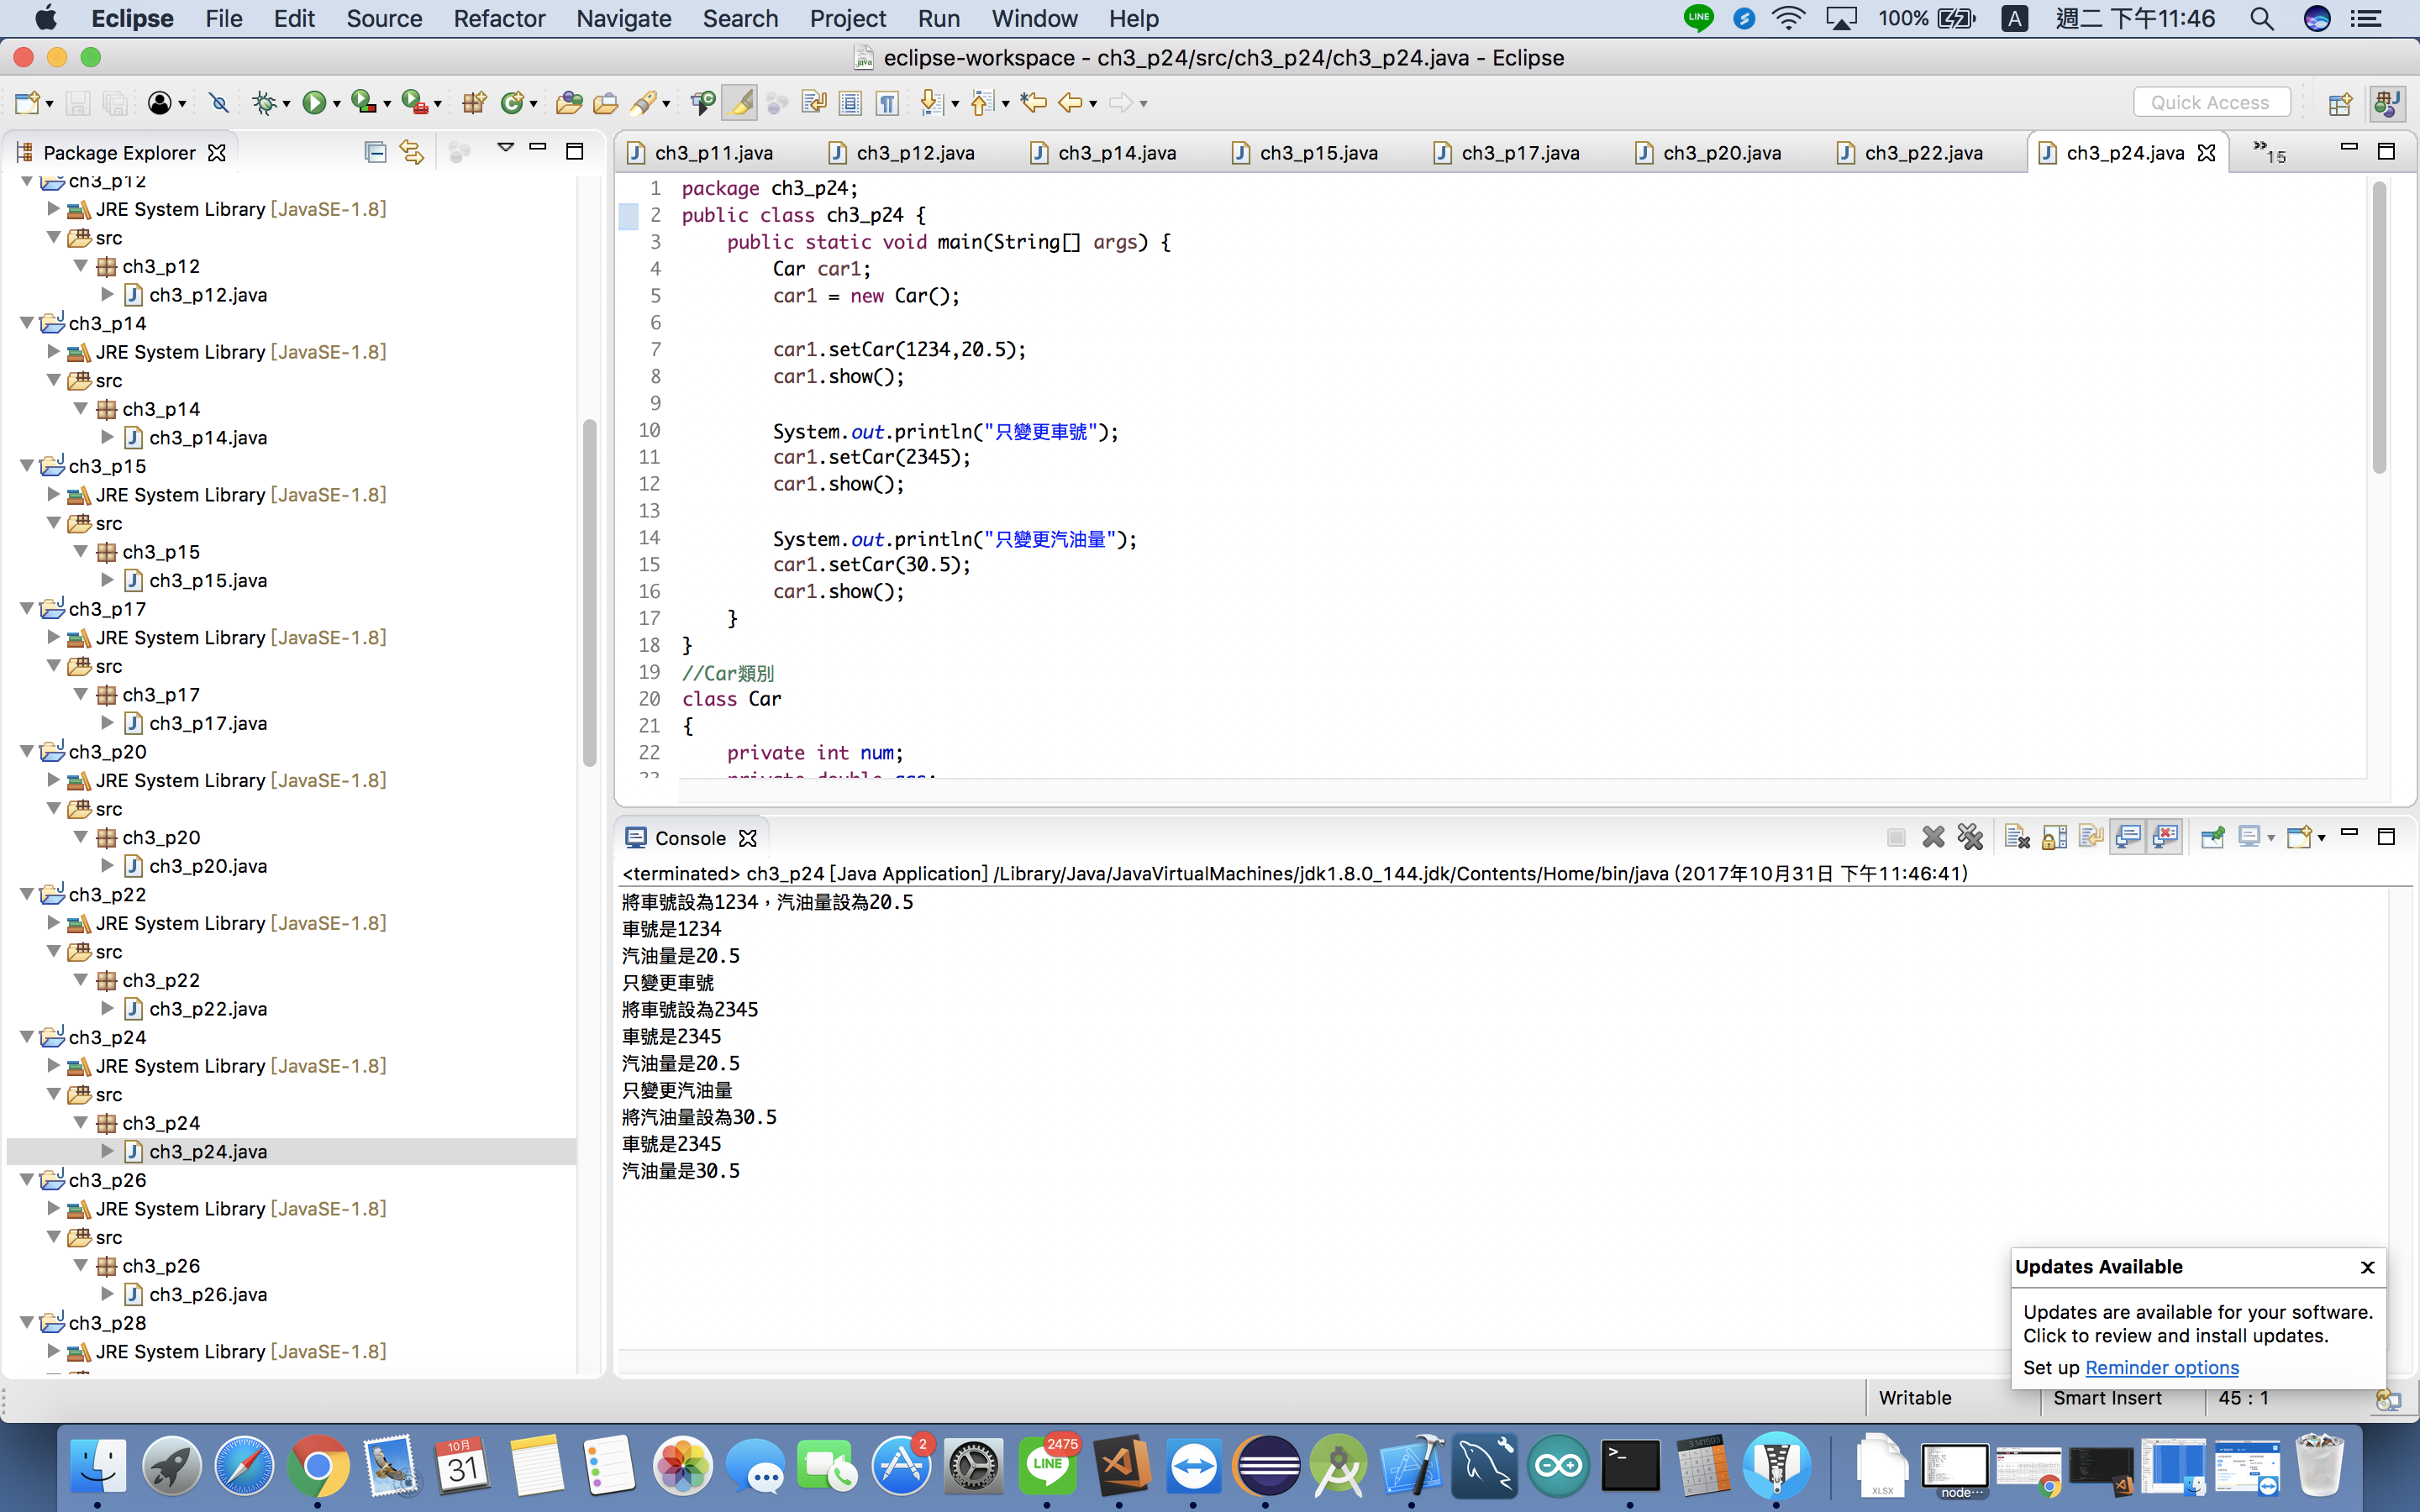 Eclipse File Edit Source Refactor Navigate Search Project Run Window Help
LINE 100% A 週二 下午11:46
eclipse-workspace - ch3_p24/src/ch3_p24/ch3_p24.java - Eclipse
Quick Access
Package Explorer
ch3_p12
JRE System Library [JavaSE-1.8]
src
ch3_p12
ch3_p12.java
ch3_p14
JRE System Library [JavaSE-1.8]
src
ch3_p14
ch3_p14.java
ch3_p15
JRE System Library [JavaSE-1.8]
src
ch3_p15
ch3_p15.java
ch3_p17
JRE System Library [JavaSE-1.8]
src
ch3_p17
ch3_p17.java
ch3_p20
JRE System Library [JavaSE-1.8]
src
ch3_p20
ch3_p20.java
ch3_p22
JRE System Library [JavaSE-1.8]
src
ch3_p22
ch3_p22.java
ch3_p24
JRE System Library [JavaSE-1.8]
src
ch3_p24
ch3_p24.java
ch3_p26
JRE System Library [JavaSE-1.8]
src
ch3_p26
ch3_p26.java
ch3_p28
JRE System Library [JavaSE-1.8]
ch3_p11.java ch3_p12.java ch3_p14.java ch3_p15.java ch3_p17.java ch3_p20.java ch3_p22.java ch3_p24.java »15
1 package ch3_p24;
2 public class ch3_p24 {
3 public static void main(String[] args) {
4 Car car1;
5 car1 = new Car();
6
7 car1.setCar(1234,20.5);
8 car1.show();
9
10 System.out.println("只變更車號");
11 car1.setCar(2345);
12 car1.show();
13
14 System.out.println("只變更汽油量");
15 car1.setCar(30.5);
16 car1.show();
17 }
18 }
19 //Car類別
20 class Car
21 {
22 private int num;
23 private double gas;
Console
<terminated> ch3_p24 [Java Application] /Library/Java/JavaVirtualMachines/jdk1.8.0_144.jdk/Contents/Home/bin/java (2017年10月31日 下午11:46:41)
將車號設為1234，汽油量設為20.5
車號是1234
汽油量是20.5
只變更車號
將車號設為2345
車號是2345
汽油量是20.5
只變更汽油量
將汽油量設為30.5
車號是2345
汽油量是30.5
Updates Available
Updates are available for your software.
Click to review and install updates.
Set up Reminder options
Writable Smart Insert 45 : 1
10月
31
2
2475
LINE
3.141593
XLSX
node…